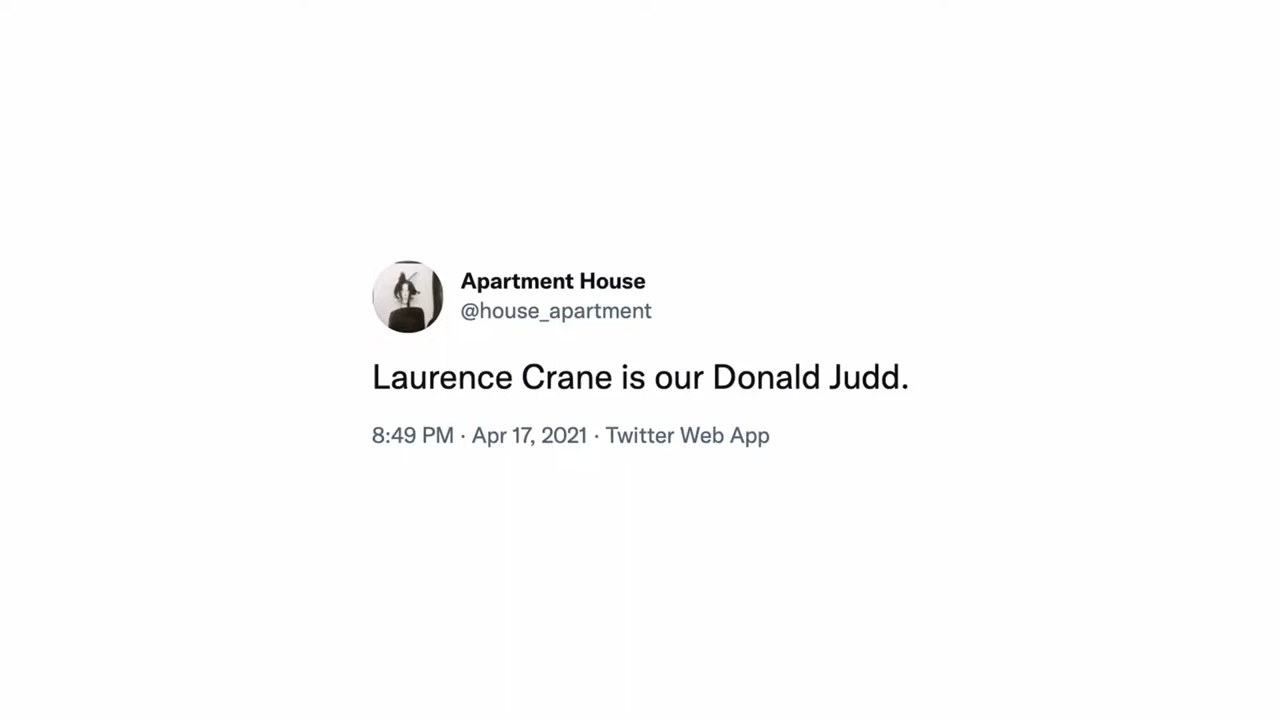 Apartment House
@house_apartment
Laurence Crane is our Donald Judd.
8:49 PM · Apr 17, 2021 · Twitter Web App